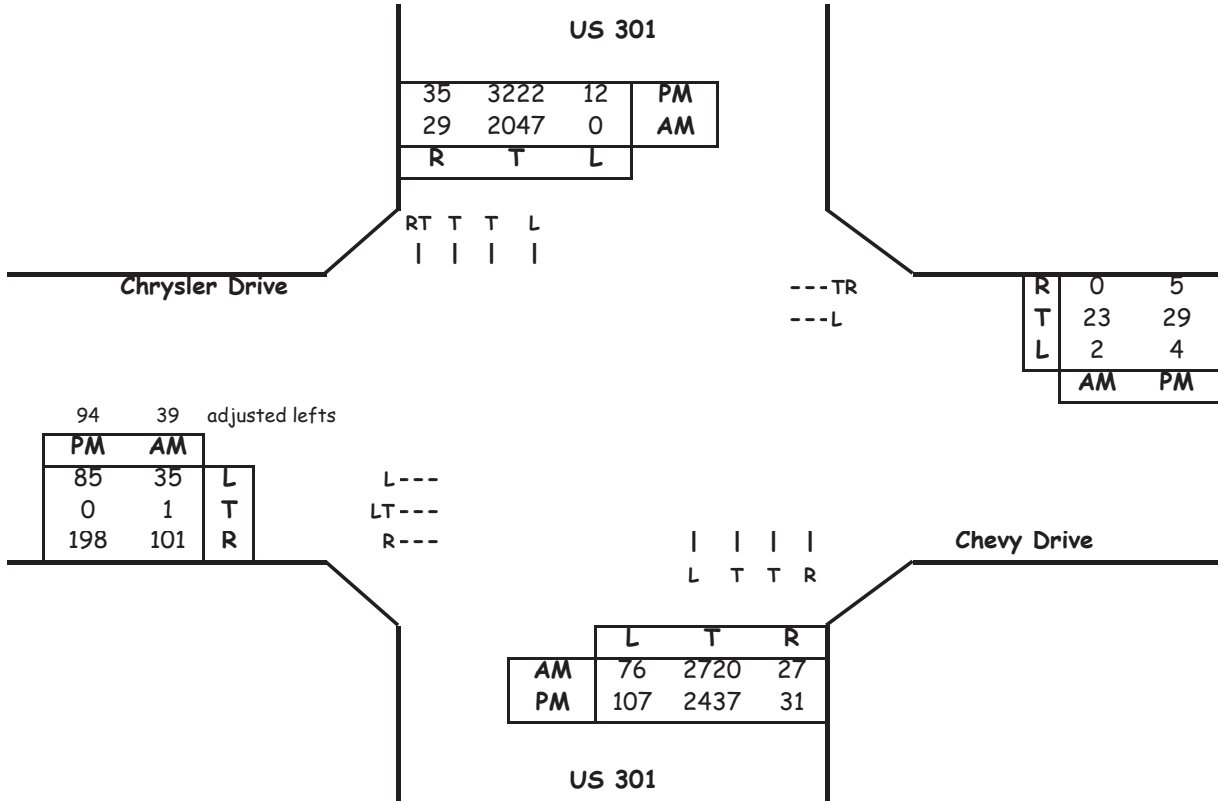 US 301
35 3222 12 PM
29 2047 0 AM
R T L
RT T T L
Chrysler Drive
---TR
---L
R 0 5
T 23 29
L 2 4
AM PM
94 39 adjusted lefts
PM AM
85 35 L
0 1 T
198 101 R
L---
LT---
R---
L T T R
Chevy Drive
L T R
AM 76 2720 27
PM 107 2437 31
US 301